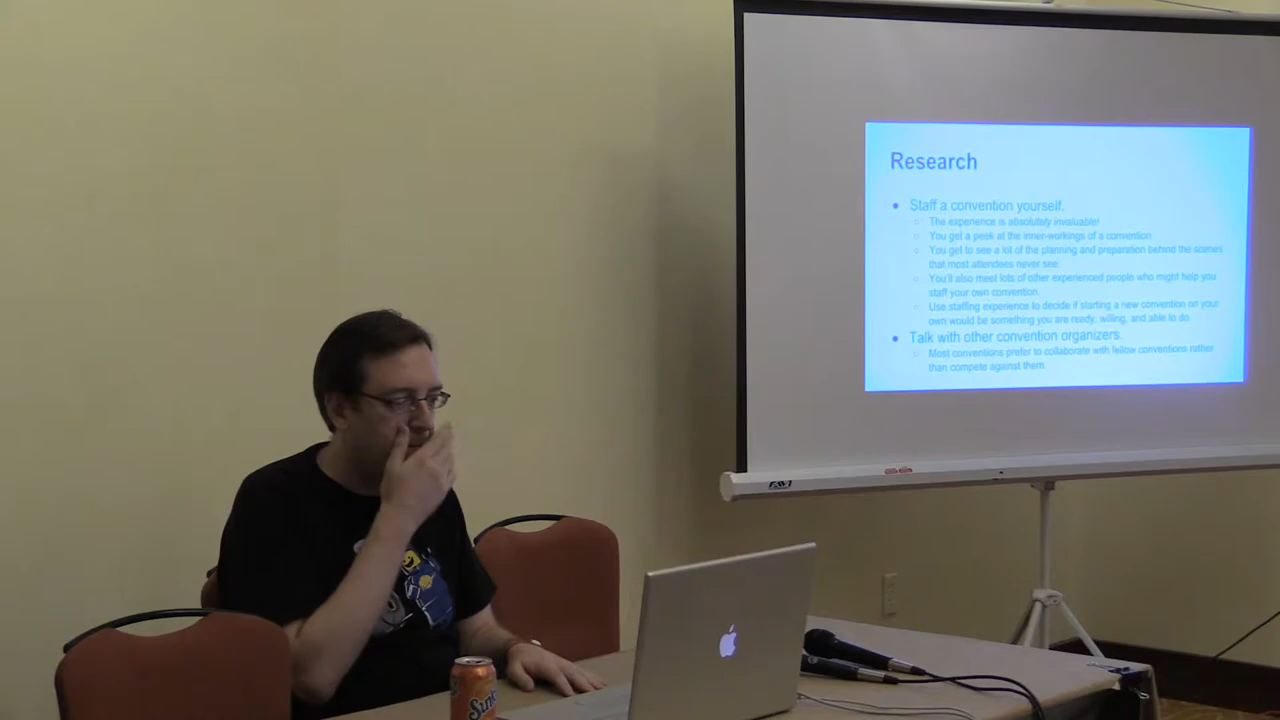 Research
• Staff a convention yourself.
○ The experience is absolutely invaluable!
○ You get a peek at the inner-workings of a convention.
○ You get to see a lot of the planning and preparation behind the scenes
that most attendees never see.
○ You'll also meet lots of other experienced people who might help you
staff your own convention.
○ Use staffing experience to decide if starting a new convention on your
own would be something you are ready, willing, and able to do.
• Talk with other convention organizers.
○ Most conventions prefer to collaborate with fellow conventions rather
than compete against them.
FAVI